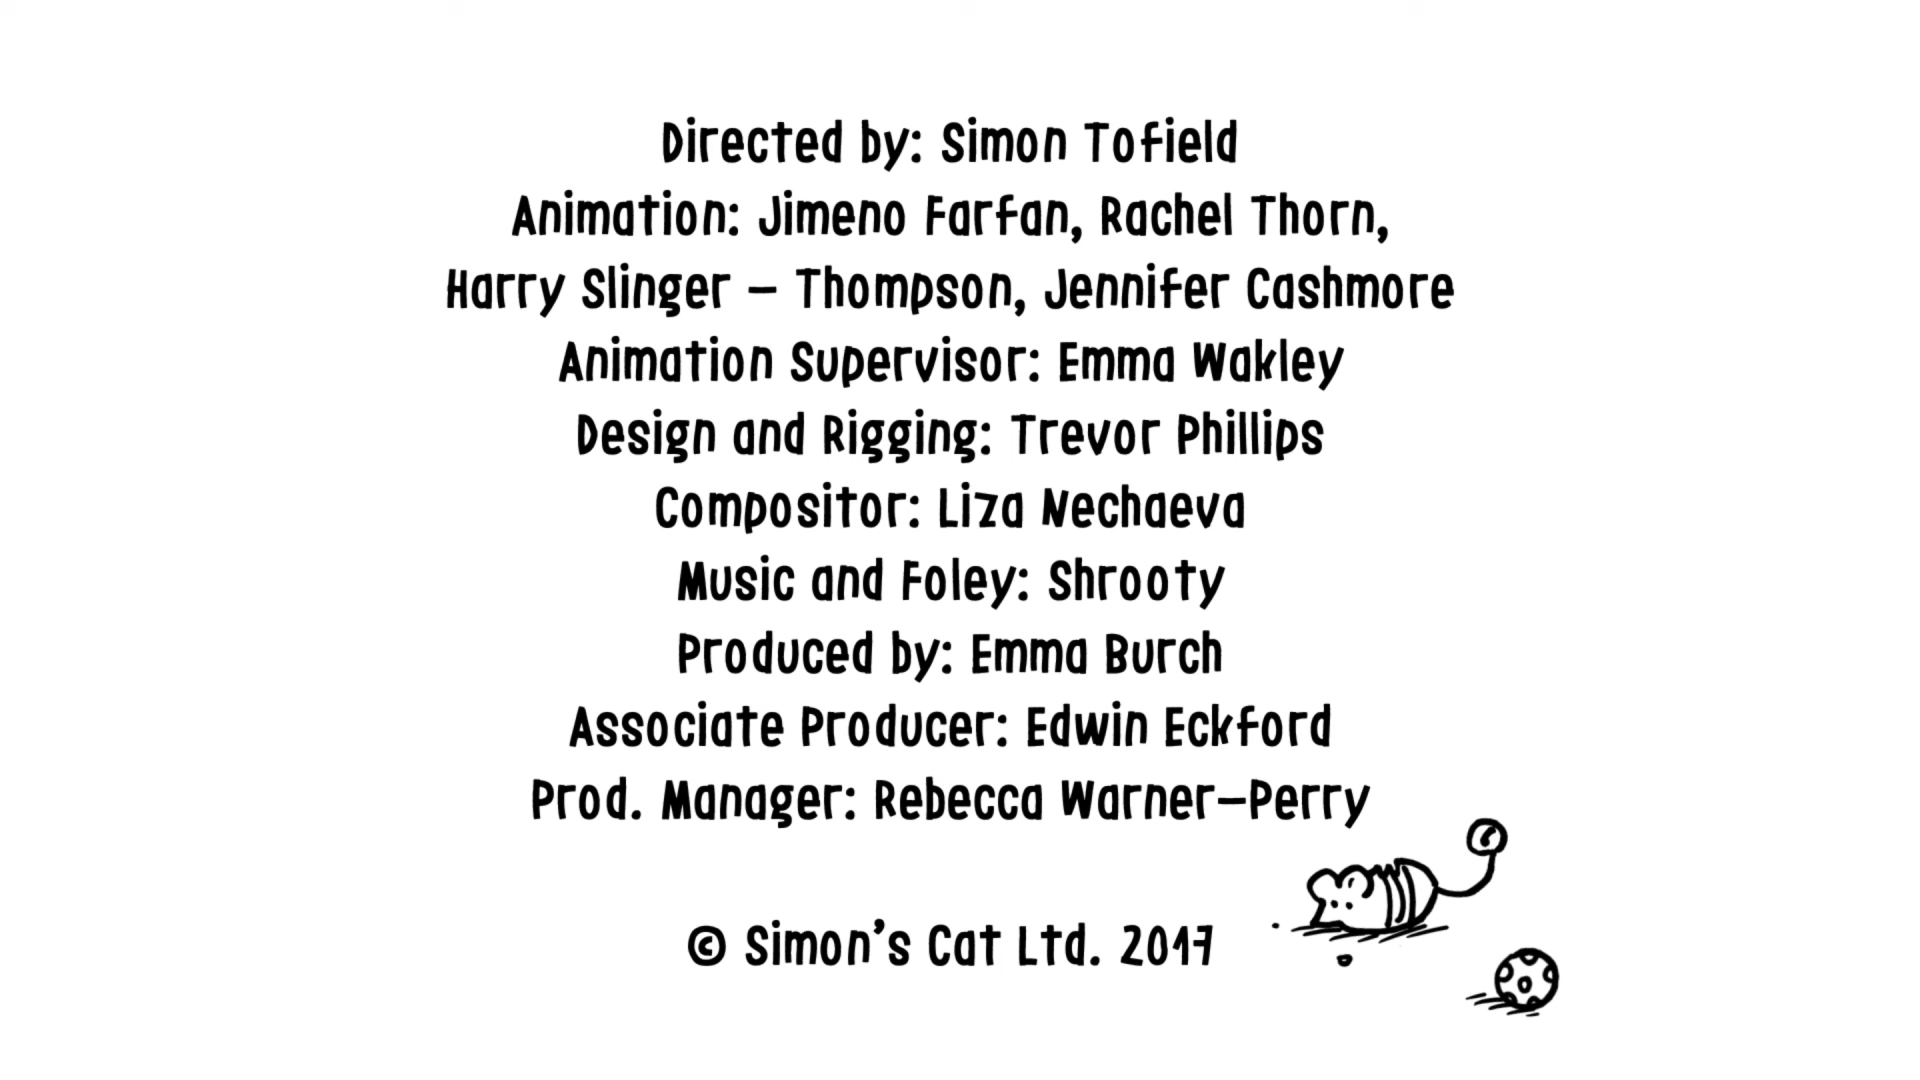 Directed by: Simon Tofield
Animation: Jimeno Farfan, Rachel Thorn,
Harry Slinger – Thompson, Jennifer Cashmore
Animation Supervisor: Emma Wakley
Design and Rigging: Trevor Phillips
Compositor: Liza Nechaeva
Music and Foley: Shrooty
Produced by: Emma Burch
Associate Producer: Edwin Eckford
Prod. Manager: Rebecca Warner–Perry
© Simon’s Cat Ltd. 2017